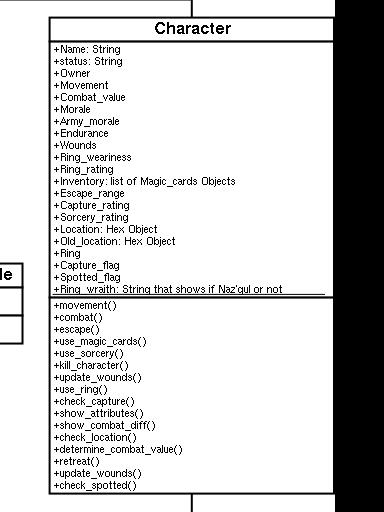 Character
+Name: String
+status: String
+Owner
+Movement
+Combat_value
+Morale
+Army_morale
+Endurance
+Wounds
+Ring_weariness
+Ring_rating
+Inventory: list of Magic_cards Objects
+Escape_range
+Capture_rating
+Sorcery_rating
+Location: Hex Object
+Old_location: Hex Object
+Ring
+Capture_flag
+Spotted_flag
+Ring_wraith: String that shows if Naz'gul or not
le
+movement()
+combat()
+escape()
+use_magic_cards()
+use_sorcery()
+kill_character()
+update_wounds()
+use_ring()
+check_capture()
+show_attributes()
+show_combat_diff()
+check_location()
+determine_combat_value()
+retreat()
+update_wounds()
+check_spotted()